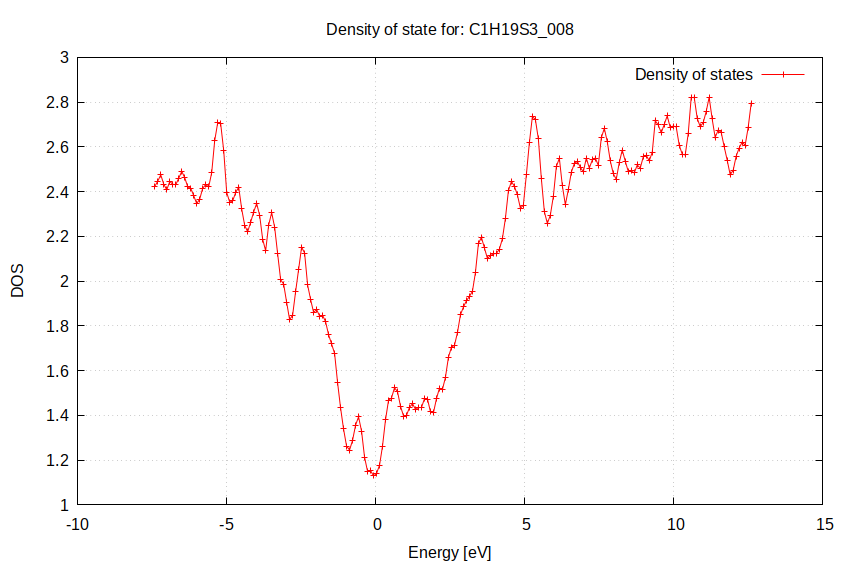 Density of state for: C1H19S3_008
Density of states
DOS
3
2.8
2.6
2.4
2.2
2
1.8
1.6
1.4
1.2
1
-10 -5 0 5 10 15
Energy [eV]